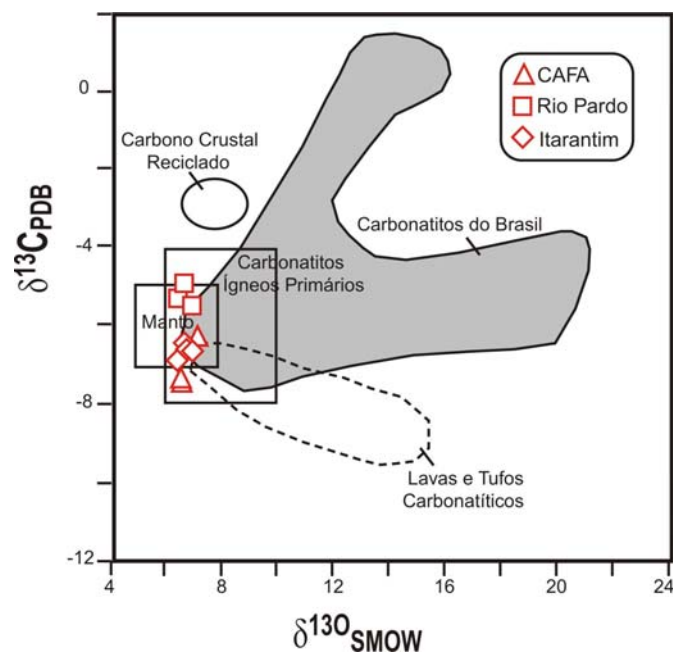 0
-4
-8
-12
4
8
12
16
20
24
δ13CPDB
δ13OSMOW
CAFA
Rio Pardo
Itarantim
Carbono Crustal
Reciclado
Carbonatitos do Brasil
Carbonatitos
Ígneos Primários
Manto
Lavas e Tufos
Carbonatíticos